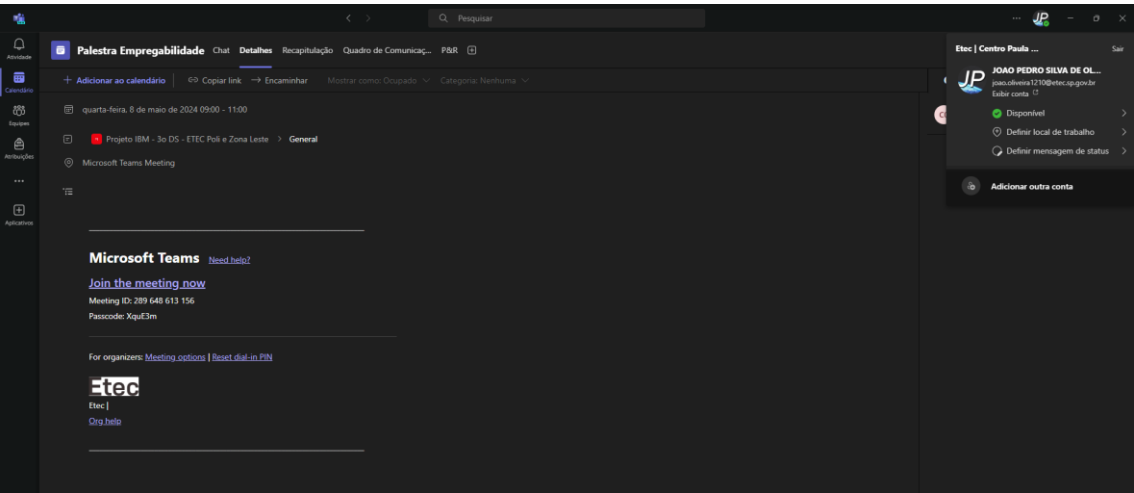 Pesquisar
JP
Atividade
Calendário
Equipes
Atribuições
Aplicativos
Palestra Empregabilidade Chat Detalhes Recapitulação Quadro de Comunicaç... P&R
Adicionar ao calendário Copiar link Encaminhar Mostrar como: Ocupado Categoria: Nenhuma
quarta-feira, 8 de maio de 2024 09:00 - 11:00
Projeto IBM - 3o DS - ETEC Poli e Zona Leste > General
Microsoft Teams Meeting
Microsoft Teams Need help?
Join the meeting now
Meeting ID: 289 648 613 156
Passcode: XquE3m
For organizers: Meeting options | Reset dial-in PIN
Etec
Etec |
Org help
Etec | Centro Paula ... Sair
JP
JOAO PEDRO SILVA DE OL...
joao.oliveira1210@etec.sp.gov.br
Exibir conta
Disponível
Definir local de trabalho
Definir mensagem de status
Adicionar outra conta